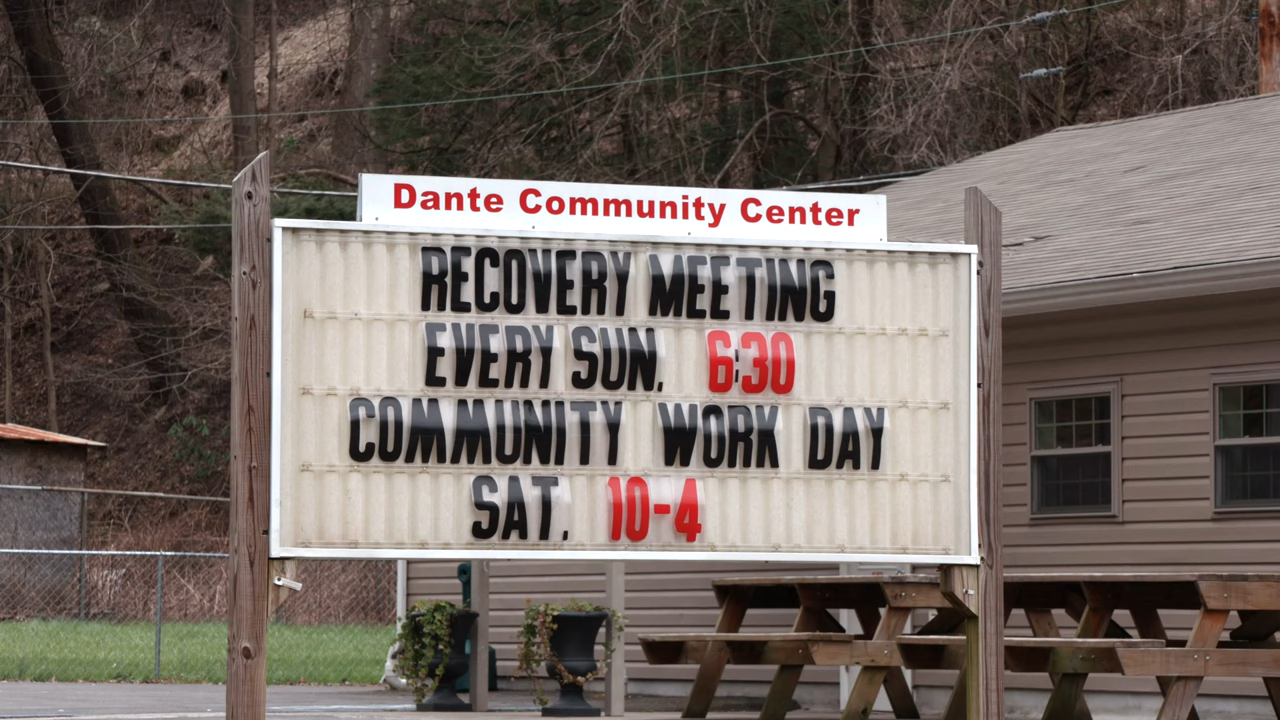 Dante Community Center
RECOVERY MEETING
EVERY SUN. 6:30
COMMUNITY WORK DAY
SAT. 10-4